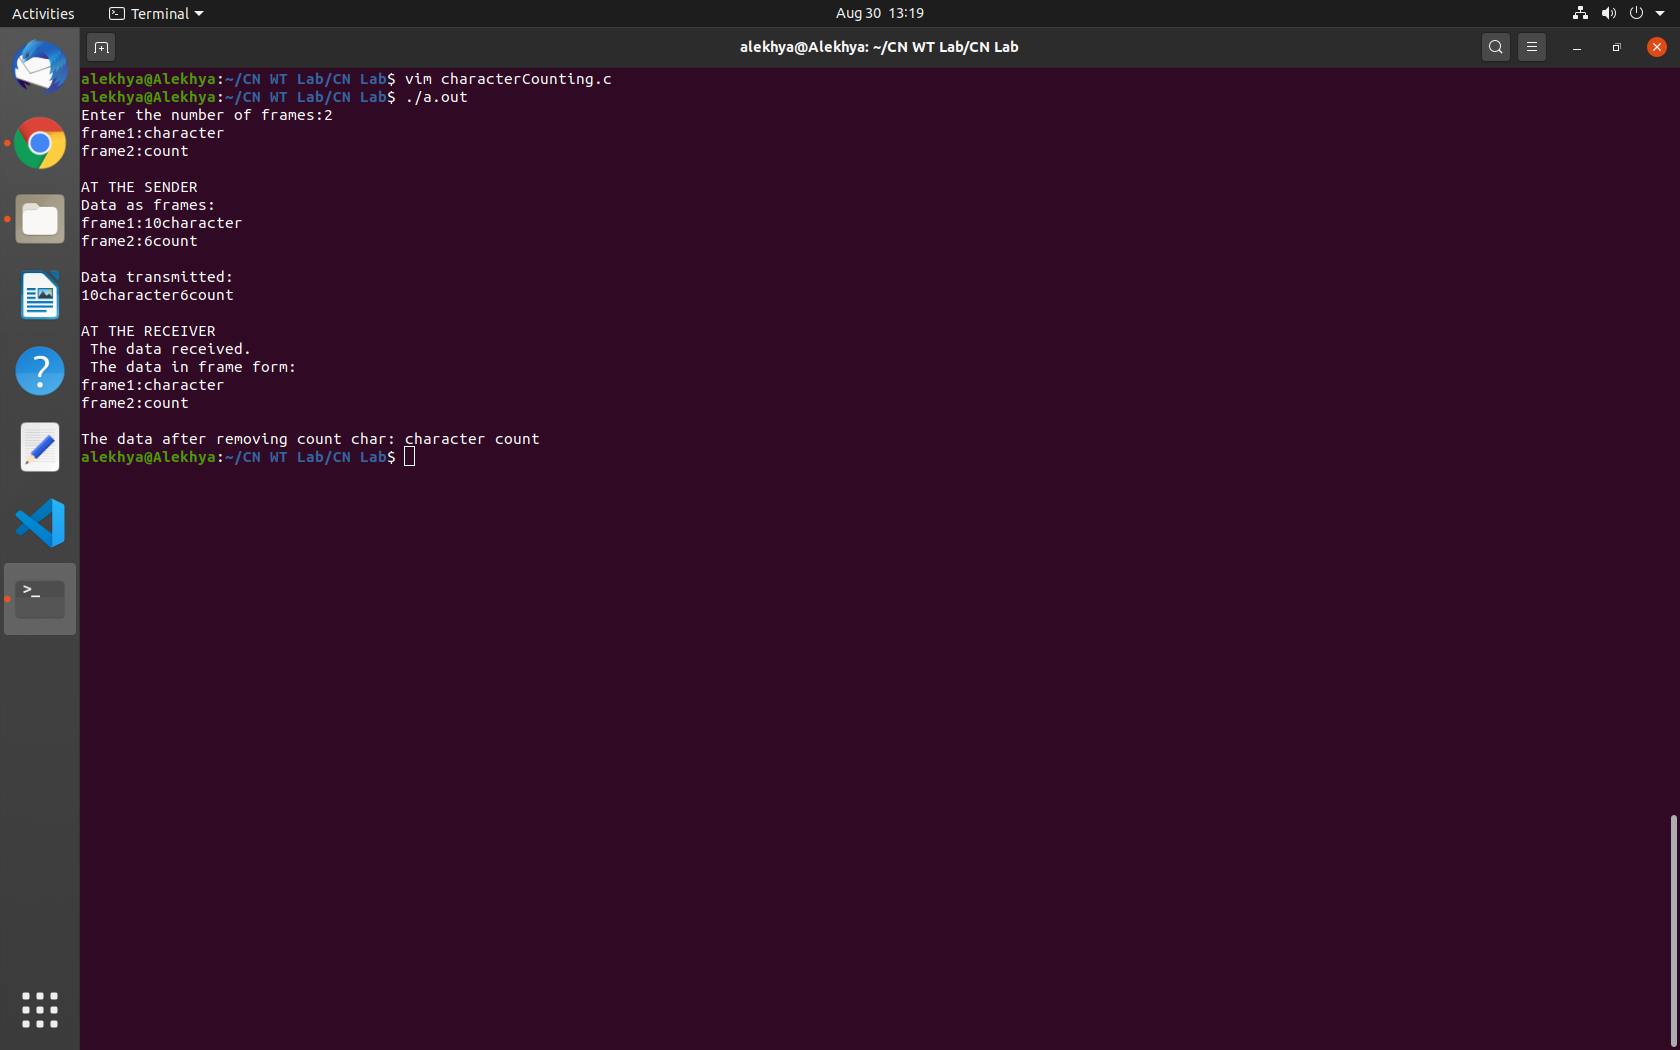 Activities
Terminal
Aug 30 13:19
alekhya@Alekhya: ~/CN WT Lab/CN Lab
alekhya@Alekhya:~/CN WT Lab/CN Lab$ vim characterCounting.c
alekhya@Alekhya:~/CN WT Lab/CN Lab$ ./a.out
Enter the number of frames:2
frame1:character
frame2:count
AT THE SENDER
Data as frames:
frame1:10character
frame2:6count
Data transmitted:
10character6count
AT THE RECEIVER
The data received.
The data in frame form:
frame1:character
frame2:count
The data after removing count char: character count
alekhya@Alekhya:~/CN WT Lab/CN Lab$